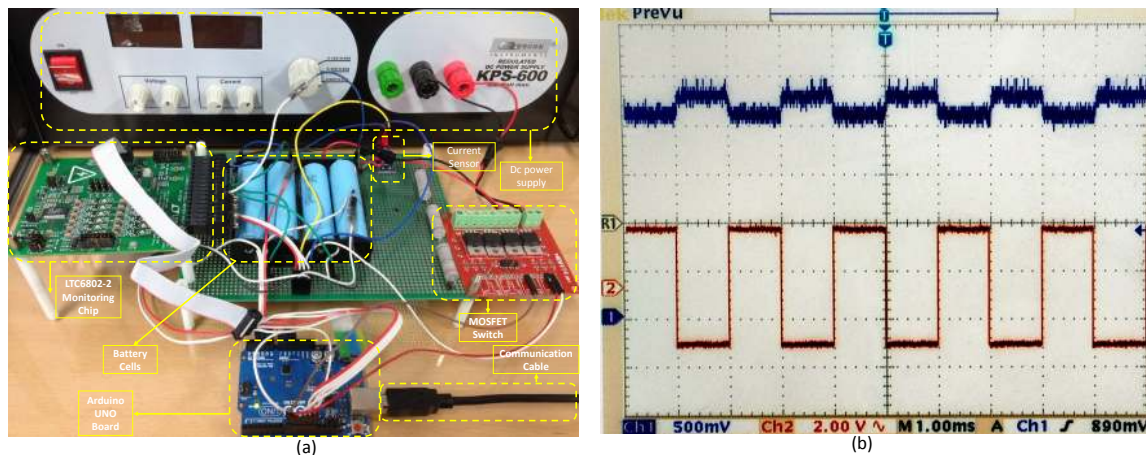 Voltage
Current
REGULATED
DC POWER SUPPLY
KPS-600
Current
Sensor
Dc power
supply
LTC6802-2
Monitoring
Chip
Battery
Cells
MOSFET
Switch
Communication
Cable
Arduino
UNO
Board
(a)
Tek PreVu
T
T
R1
2
1
Ch1 500mV Ch2 2.00 V M 1.00ms A Ch1 890mV
(b)